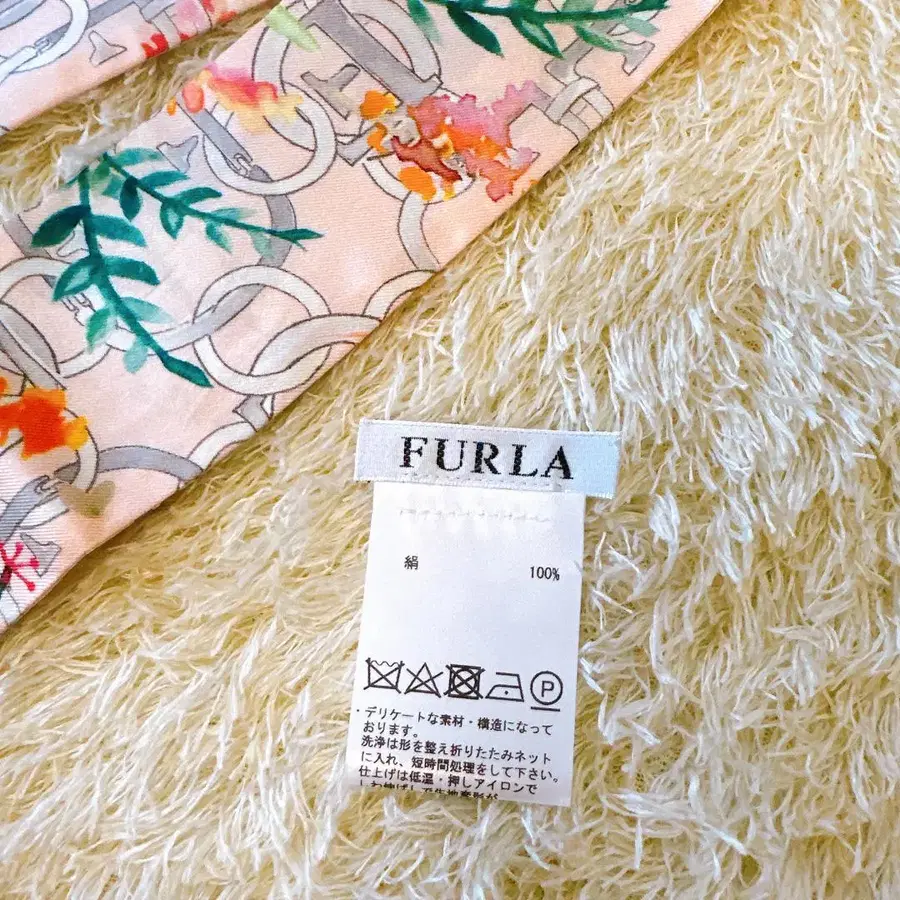 FURLA
絹 100%
P
・デリケートな素材・構造になって
おります。
洗浄は形を整え折りたたみネット
に入れ、短時間処理をして下さい。
仕上げは低温・押しアイロンで